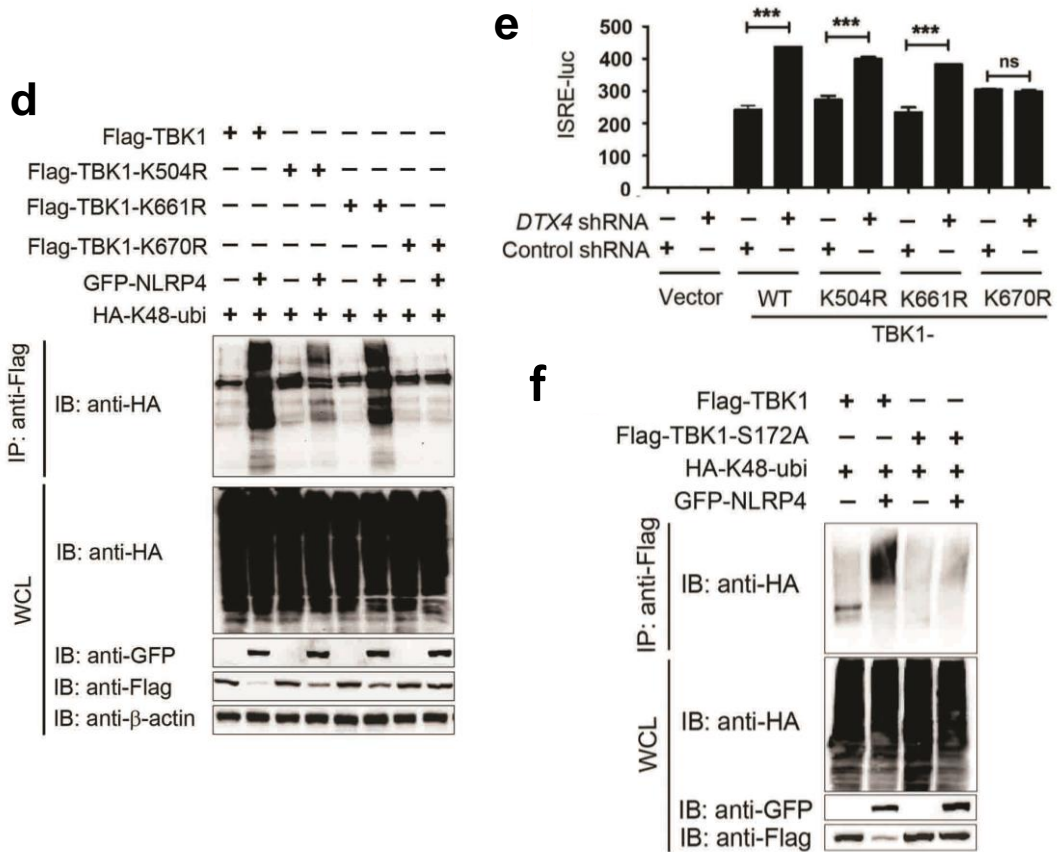 d
Flag-TBK1 + + – – – – – –
Flag-TBK1-K504R – – + + – – – –
Flag-TBK1-K661R – – – – + + – –
Flag-TBK1-K670R – – – – – – + +
GFP-NLRP4 – + – + – + – +
HA-K48-ubi + + + + + + + +
IP: anti-Flag
IB: anti-HA
WCL
IB: anti-HA
IB: anti-GFP
IB: anti-Flag
IB: anti-β-actin
e
ISRE-luc
500
400
300
200
100
0
*** *** *** ns
DTX4 shRNA – + – + – + – + – +
Control shRNA + – + – + – + – + –
Vector WT K504R K661R K670R
TBK1-
f
Flag-TBK1 + + – –
Flag-TBK1-S172A – – + +
HA-K48-ubi + + + +
GFP-NLRP4 – + – +
IP: anti-Flag
IB: anti-HA
WCL
IB: anti-HA
IB: anti-GFP
IB: anti-Flag